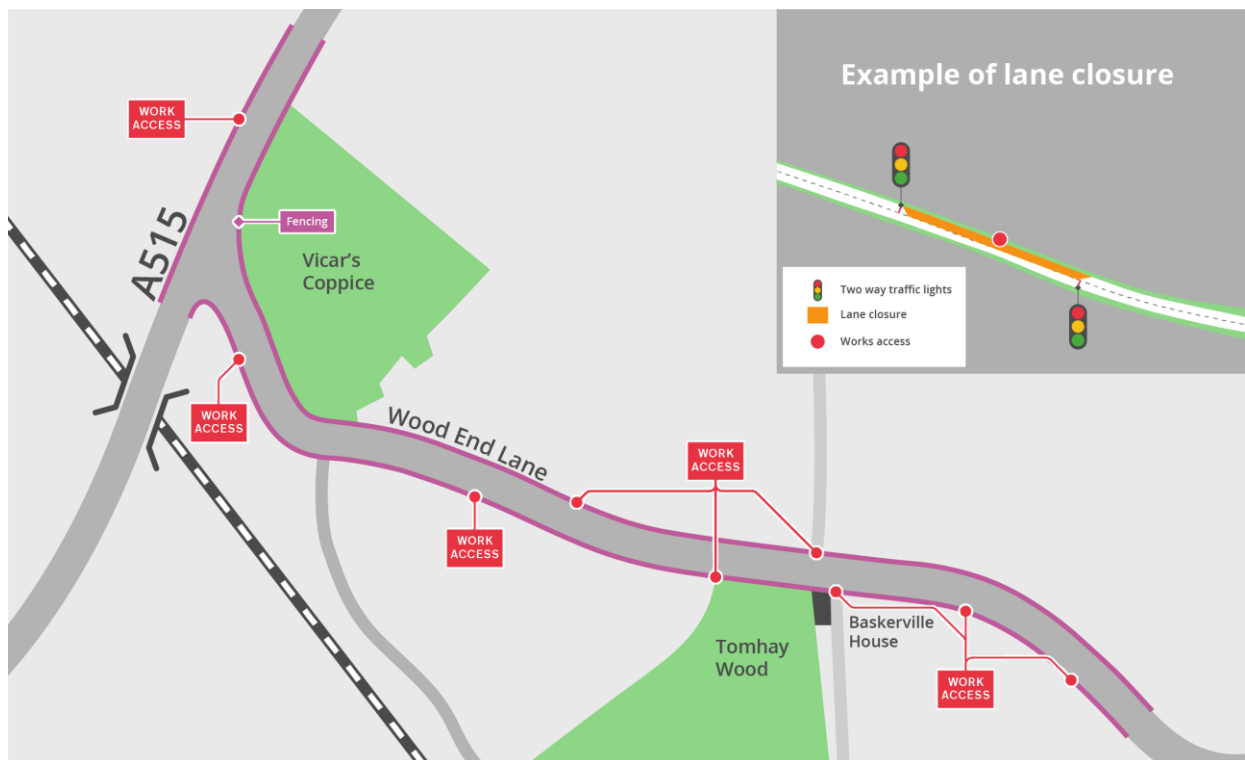 Example of lane closure
WORK
ACCESS
A515
Fencing
Vicar's
Coppice
Two way traffic lights
Lane closure
Works access
WORK
ACCESS
Wood End Lane
WORK
ACCESS
WORK
ACCESS
Baskerville
House
Tomhay
Wood
WORK
ACCESS